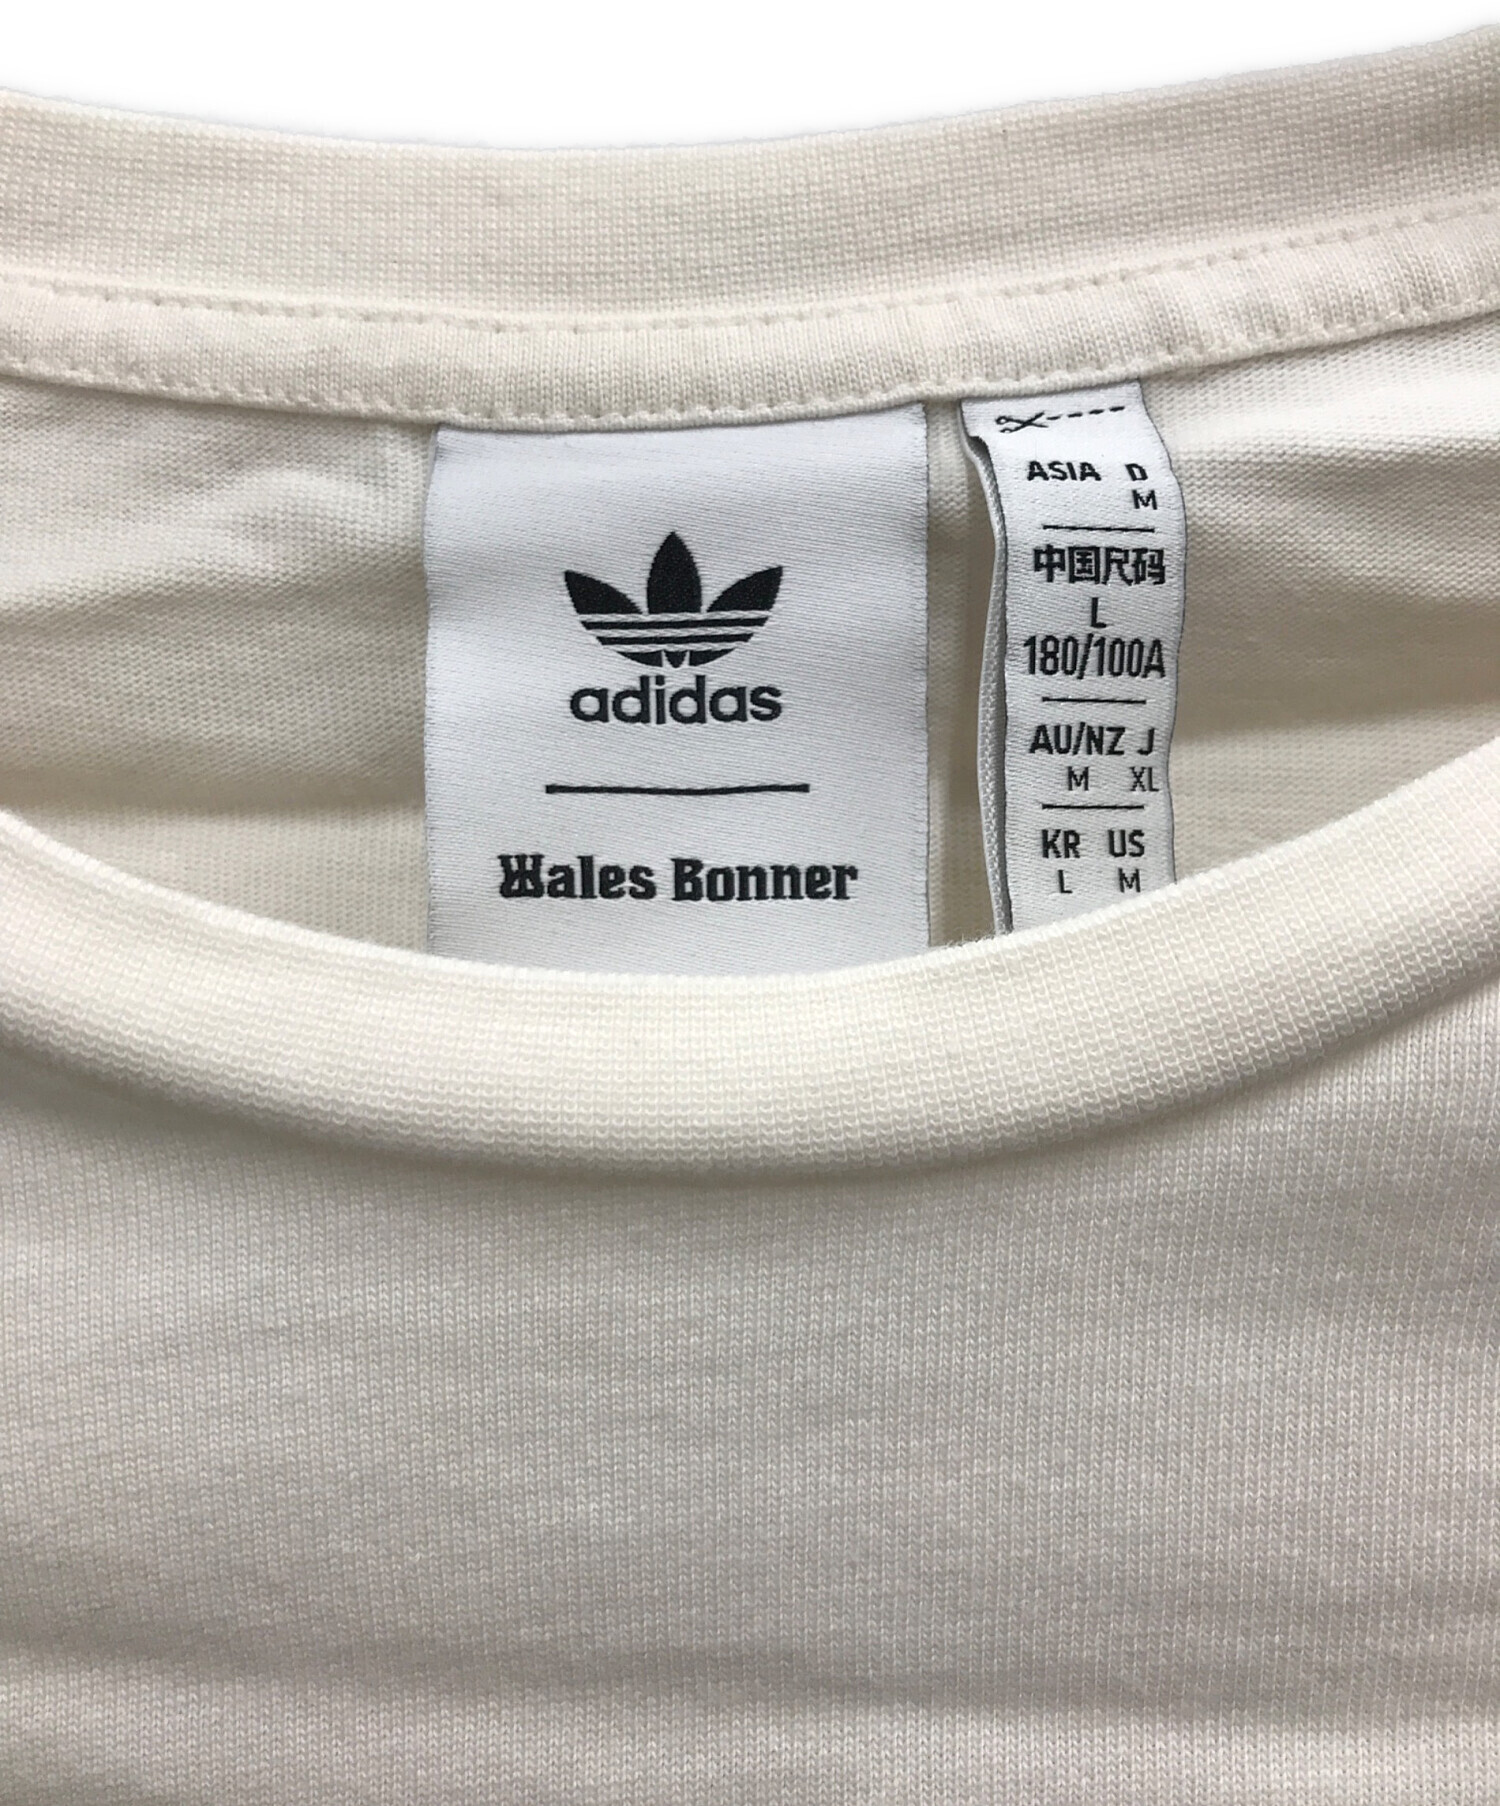 adidas
Wales Bonner
ASIA D
M
中国尺码
L
180/100A
AU/NZ J
M XL
KR US
L M